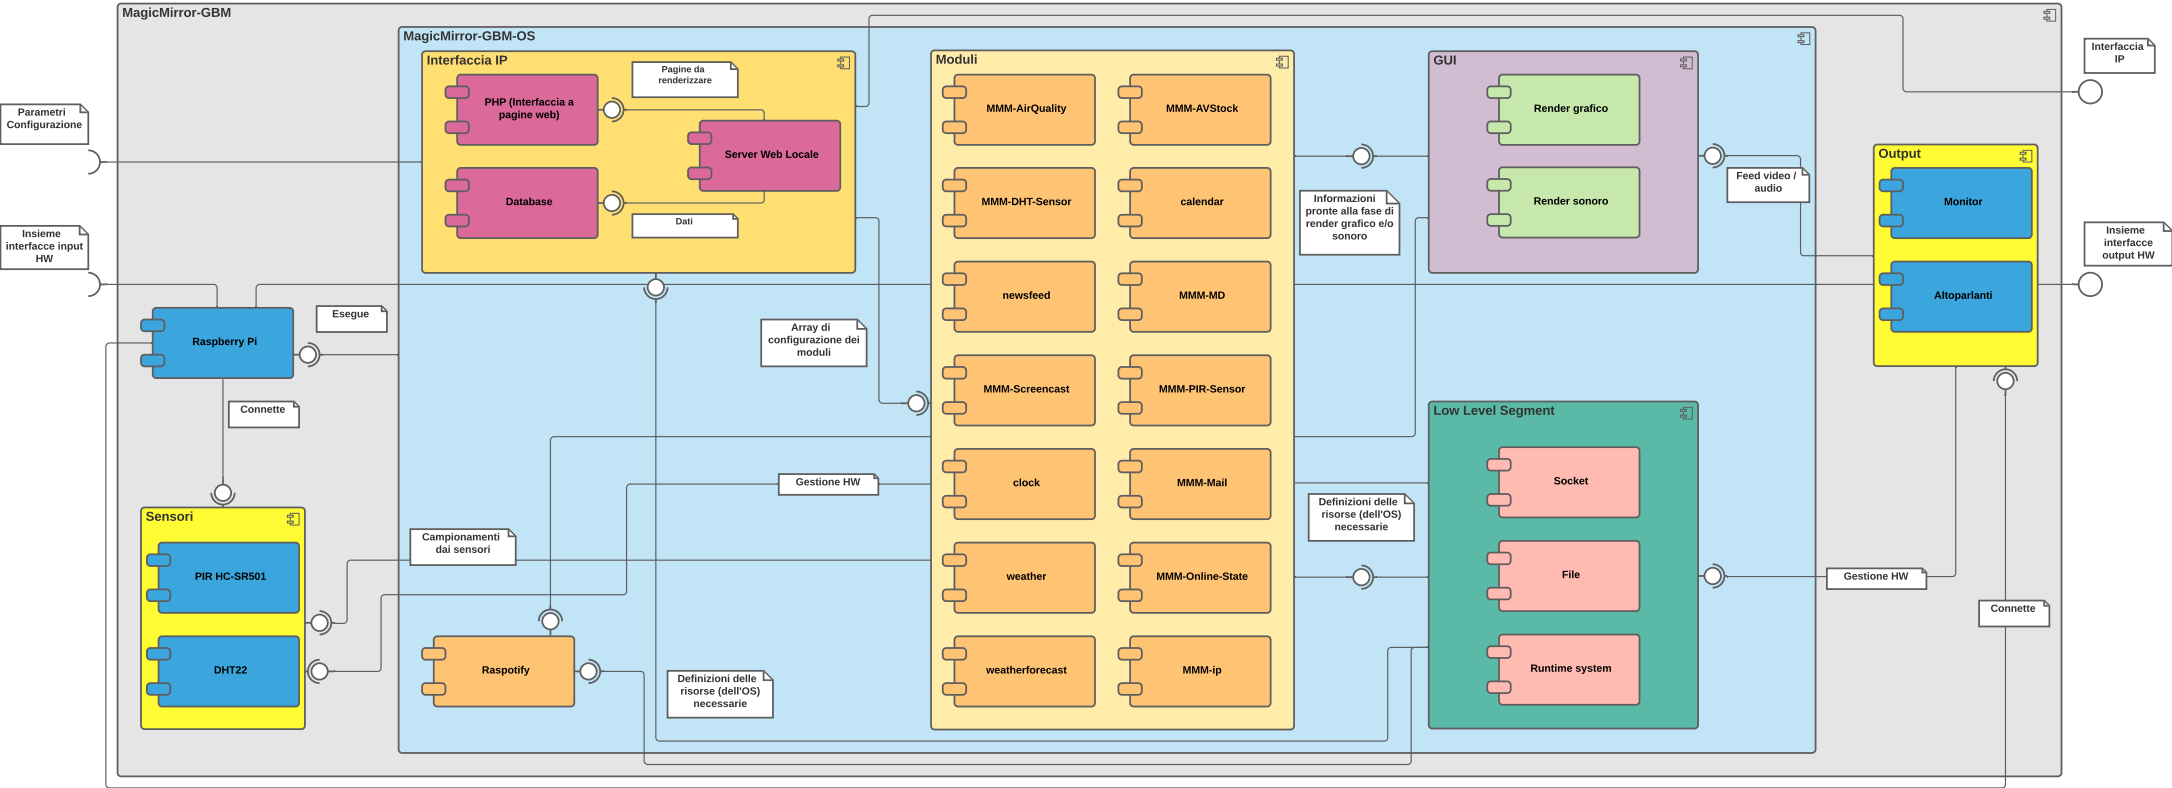 MagicMirror-GBM
MagicMirror-GBM-OS
Interfaccia IP
PHP (Interfaccia a
pagine web)
Pagine da
renderizzare
Server Web Locale
Database
Dati
Parametri
Configurazione
Insieme
interfacce input
HW
Raspberry Pi
Esegue
Connette
Sensori
PIR HC-SR501
DHT22
Campionamenti
dai sensori
Gestione HW
Array di
configurazione dei
moduli
Raspotify
Definizioni delle
risorse (dell'OS)
necessarie
Moduli
MMM-AirQuality
MMM-AVStock
MMM-DHT-Sensor
calendar
newsfeed
MMM-MD
MMM-Screencast
MMM-PIR-Sensor
clock
MMM-Mail
weather
MMM-Online-State
weatherforecast
MMM-ip
Informazioni
pronte alla fase di
render grafico e/o
sonoro
Definizioni delle
risorse (dell'OS)
necessarie
GUI
Render grafico
Render sonoro
Low Level Segment
Socket
File
Runtime system
Feed video /
audio
Output
Monitor
Altoparlanti
Gestione HW
Connette
Interfaccia
IP
Insieme
interfacce
output HW